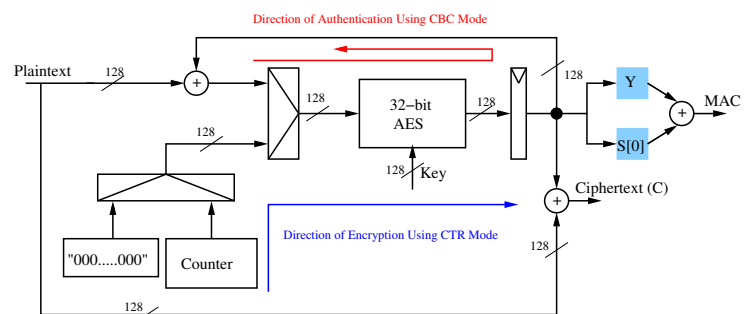 Direction of Authentication Using CBC Mode
Plaintext
128
128
128
32−bit
AES
128
128
Y
S[0]
MAC
128
128
Key
Ciphertext (C)
Direction of Encryption Using CTR Mode
"000.....000"
Counter
128
128